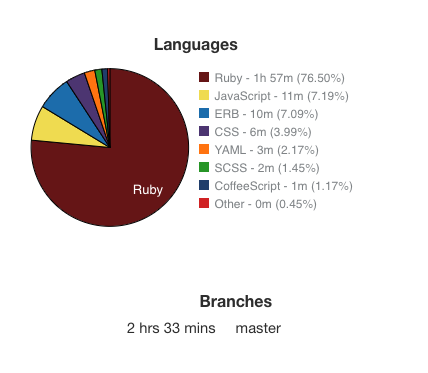 Languages
Ruby - 1h 57m (76.50%)
JavaScript - 11m (7.19%)
ERB - 10m (7.09%)
CSS - 6m (3.99%)
YAML - 3m (2.17%)
SCSS - 2m (1.45%)
CoffeeScript - 1m (1.17%)
Other - 0m (0.45%)
Ruby
Branches
2 hrs 33 mins master